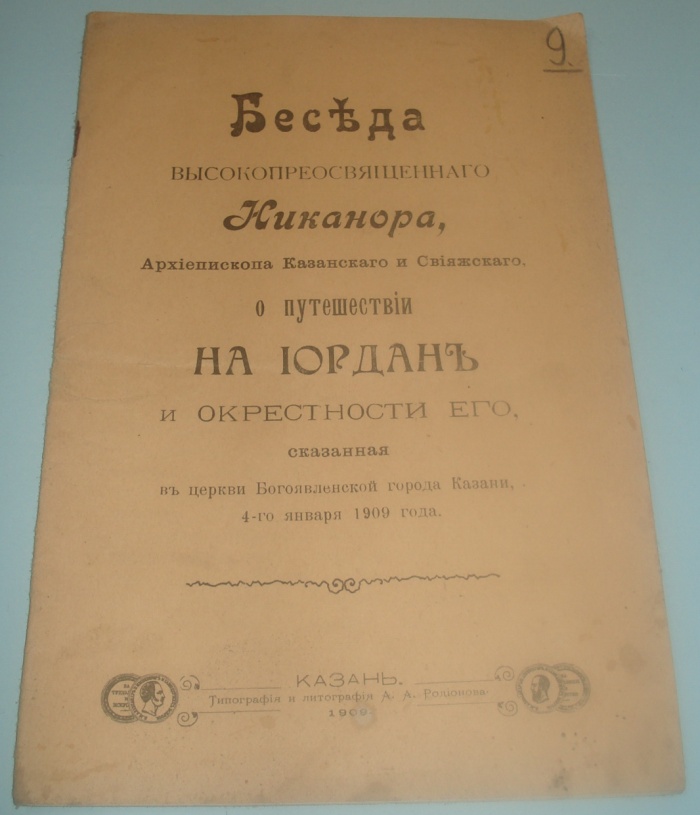 9.
Бесѣда
ВЫСОКОПРЕОСВЯЩЕННАГО
Никанора,
Архіепископа Казанскаго и Свіяжскаго,
о путешествіи
НА ІОРДАНЪ
И ОКРЕСТНОСТИ ЕГО,
сказанная
въ церкви Богоявленской города Казани,
4-го января 1909 года.
КАЗАНЬ.
Типографія и литографія А. А. Родіонова
1909